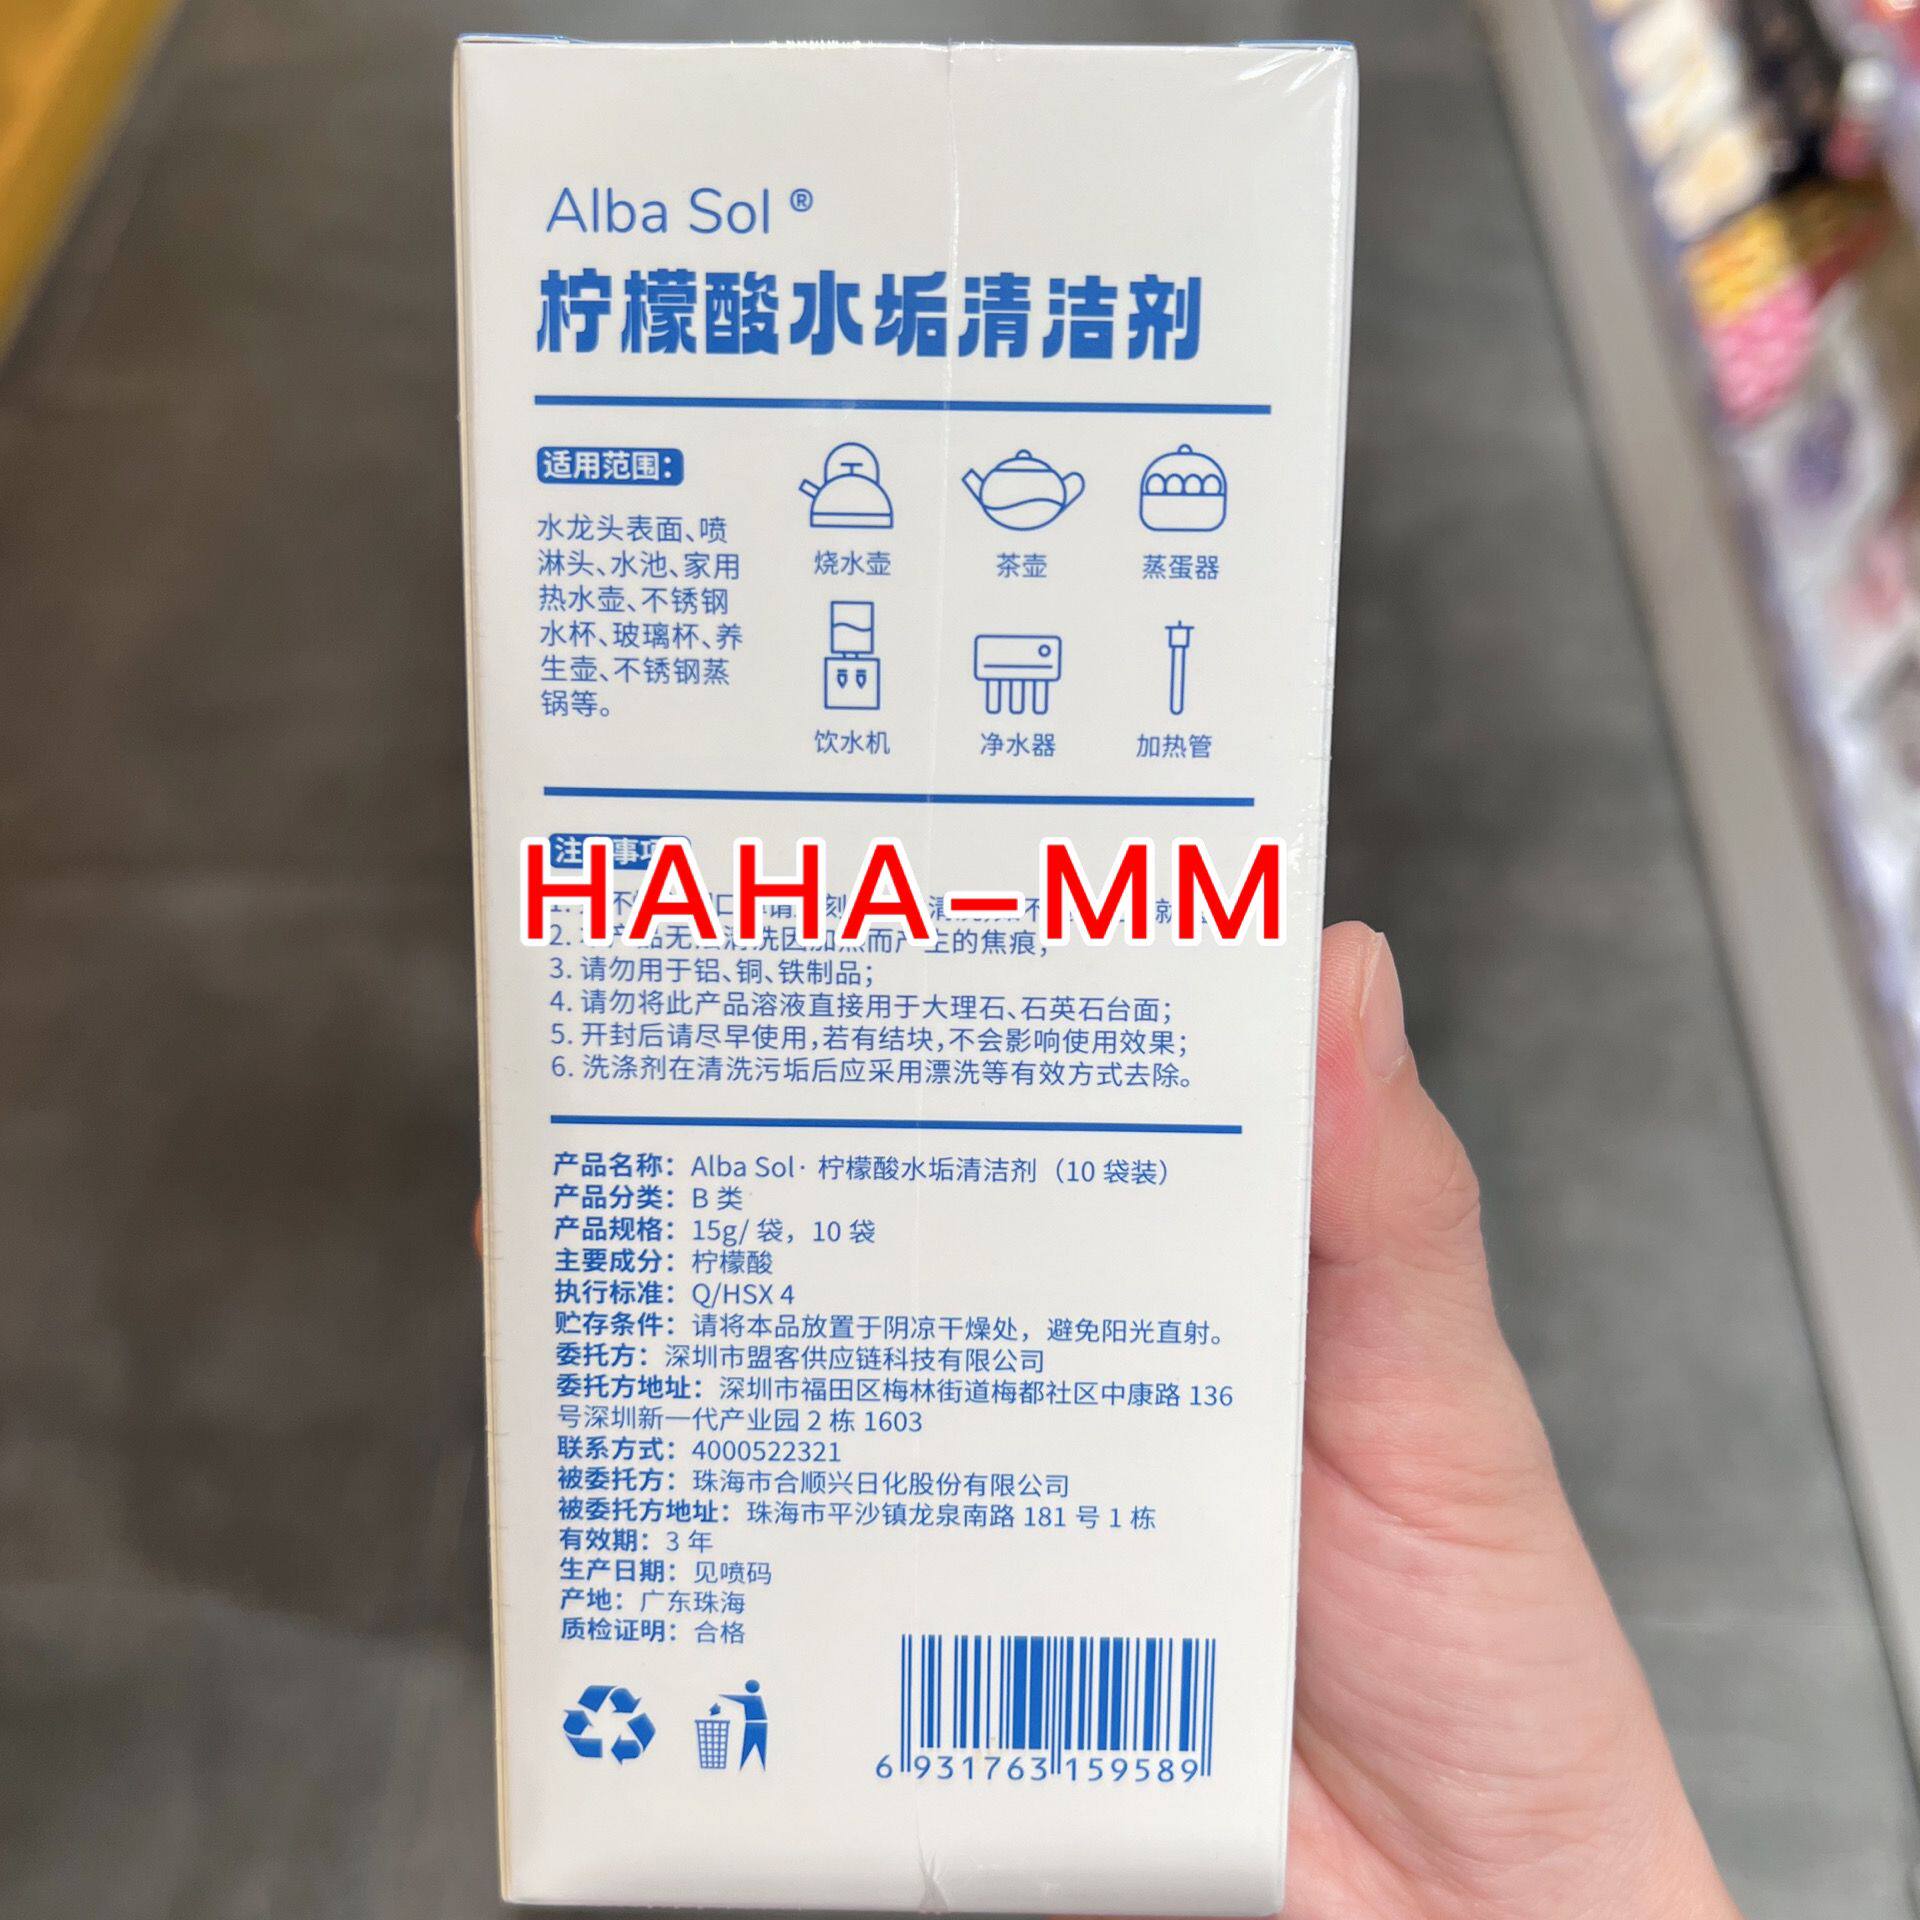 Alba Sol ®
柠檬酸水垢清洁剂
适用范围：
水龙头表面、喷
淋头、水池、家用
热水壶、不锈钢
水杯、玻璃杯、养
生壶、不锈钢蒸
锅等。
烧水壶 茶壶 蒸蛋器
饮水机 净水器 加热管
HAHA-MM
3. 请勿用于铝、铜、铁制品；
4. 请勿将此产品溶液直接用于大理石、石英石台面；
5. 开封后请尽早使用，若有结块，不会影响使用效果；
6. 洗涤剂在清洗污垢后应采用漂洗等有效方式去除。
产品名称：Alba Sol· 柠檬酸水垢清洁剂（10 袋装）
产品分类：B 类
产品规格：15g/ 袋，10 袋
主要成分：柠檬酸
执行标准：Q/HSX 4
贮存条件：请将本品放置于阴凉干燥处，避免阳光直射。
委托方：深圳市盟客供应链科技有限公司
委托方地址：深圳市福田区梅林街道梅都社区中康路 136
号深圳新一代产业园 2 栋 1603
联系方式：4000522321
被委托方：珠海市合顺兴日化股份有限公司
被委托方地址：珠海市平沙镇龙泉南路 181 号 1 栋
有效期：3 年
生产日期：见喷码
产地：广东珠海
质检证明：合格
6 931763 159589